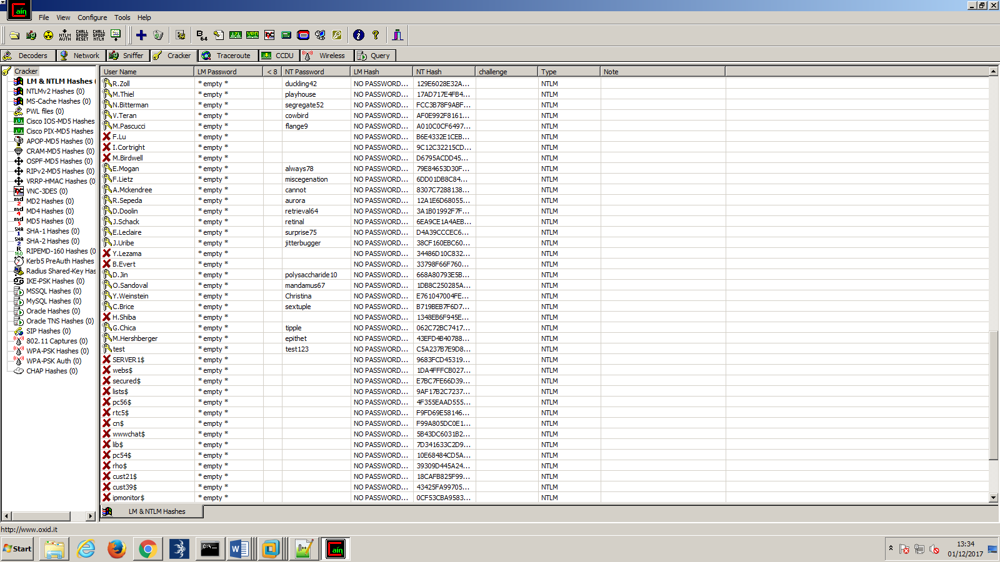 Cain
File View Configure Tools Help
NTLM AUTH CHALL SPOOF RESET CHALL SPOOF NTLM B 64
Decoders Network Sniffer Cracker Traceroute CCDU Wireless Query
Cracker
LM & NTLM Hashes (
NTLMv2 Hashes (0)
MS-Cache Hashes (0)
PWL files (0)
Cisco IOS-MD5 Hashes
Cisco PIX-MD5 Hashes
APOP-MD5 Hashes (0)
CRAM-MD5 Hashes (0)
OSPF-MD5 Hashes (0)
RIPv2-MD5 Hashes (0)
VRRP-HMAC Hashes (0
VNC-3DES (0)
MD2 Hashes (0)
MD4 Hashes (0)
MD5 Hashes (0)
SHA-1 Hashes (0)
SHA-2 Hashes (0)
RIPEMD-160 Hashes (0
Kerb5 PreAuth Hashes
Radius Shared-Key Has
IKE-PSK Hashes (0)
MSSQL Hashes (0)
MySQL Hashes (0)
Oracle Hashes (0)
Oracle TNS Hashes (0)
SIP Hashes (0)
802.11 Captures (0)
WPA-PSK Hashes (0)
WPA-PSK Auth (0)
CHAP Hashes (0)
User Name LM Password < 8 NT Password LM Hash NT Hash challenge Type Note
R.Zoll * empty * duckling42 NO PASSWORD... 129E6028E32A... NTLM
M.Thiel * empty * playhouse NO PASSWORD... 17AD717E4FB4... NTLM
N.Bitterman * empty * segregate52 NO PASSWORD... FCC3B78F9ABF... NTLM
V.Teran * empty * cowbird NO PASSWORD... AF0E992F8161... NTLM
M.Pascucci * empty * flange9 NO PASSWORD... A010C0CF6497... NTLM
F.Lu * empty * NO PASSWORD... B6E4332E1CEB... NTLM
I.Cortright * empty * NO PASSWORD... 9C12C32215CD... NTLM
M.Birdwell * empty * NO PASSWORD... D6795ACDD45... NTLM
E.Mogan * empty * always78 NO PASSWORD... 79E84653D30F... NTLM
F.Lietz * empty * miscegenation NO PASSWORD... 6DD01DB8C84... NTLM
A.Mckendree * empty * cannot NO PASSWORD... 8307C7288138... NTLM
R.Sepeda * empty * aurora NO PASSWORD... 12A1E6D68055... NTLM
D.Doolin * empty * retrieval64 NO PASSWORD... 3A1B01992F7F... NTLM
J.Schack * empty * retinal NO PASSWORD... 6EA9CE1A4AEB... NTLM
E.Leclaire * empty * surprise75 NO PASSWORD... D4A39CCCEC6... NTLM
J.Uribe * empty * jitterbugger NO PASSWORD... 38CF160EBC60... NTLM
Y.Lezama * empty * NO PASSWORD... 34486D10C832... NTLM
B.Evert * empty * NO PASSWORD... 33798F66F760... NTLM
D.Jin * empty * polysaccharide10 NO PASSWORD... 668A80793E5B... NTLM
O.Sandoval * empty * mandamus67 NO PASSWORD... 1DB8C250285A... NTLM
Y.Weinstein * empty * Christina NO PASSWORD... E761047004FE... NTLM
C.Brice * empty * sextuple NO PASSWORD... B719BEB7F6D7... NTLM
H.Shiba * empty * NO PASSWORD... 1348EB6F945E... NTLM
G.Chica * empty * tipple NO PASSWORD... 062C72BC7417... NTLM
M.Hershberger * empty * epithet NO PASSWORD... 43EFD4B40788... NTLM
test * empty * test123 NO PASSWORD... C5A237B7E9D8... NTLM
SERVER1$ * empty * NO PASSWORD... 9683FCD45319... NTLM
webs$ * empty * NO PASSWORD... 1DA4FFFCB027... NTLM
secured$ * empty * NO PASSWORD... E7BC7FE66D39... NTLM
lists$ * empty * NO PASSWORD... 9AF17B2C7237... NTLM
pc56$ * empty * NO PASSWORD... 4F355EAAD555... NTLM
rtc5$ * empty * NO PASSWORD... F9FD69E58146... NTLM
cn$ * empty * NO PASSWORD... F99A805DC0E1... NTLM
wwwchat$ * empty * NO PASSWORD... 5B43DC6031B2... NTLM
lib$ * empty * NO PASSWORD... 7D341633C2D9... NTLM
pc54$ * empty * NO PASSWORD... 10E68484CD5A... NTLM
rho$ * empty * NO PASSWORD... 39309D445A24... NTLM
cust21$ * empty * NO PASSWORD... 18CAFB825F99... NTLM
cust39$ * empty * NO PASSWORD... 43425FA99705... NTLM
ipmonitor$ * empty * NO PASSWORD... 0CF53CBA9583... NTLM
LM & NTLM Hashes
http://www.oxid.it
Start
Cain
13:34
01/12/2017